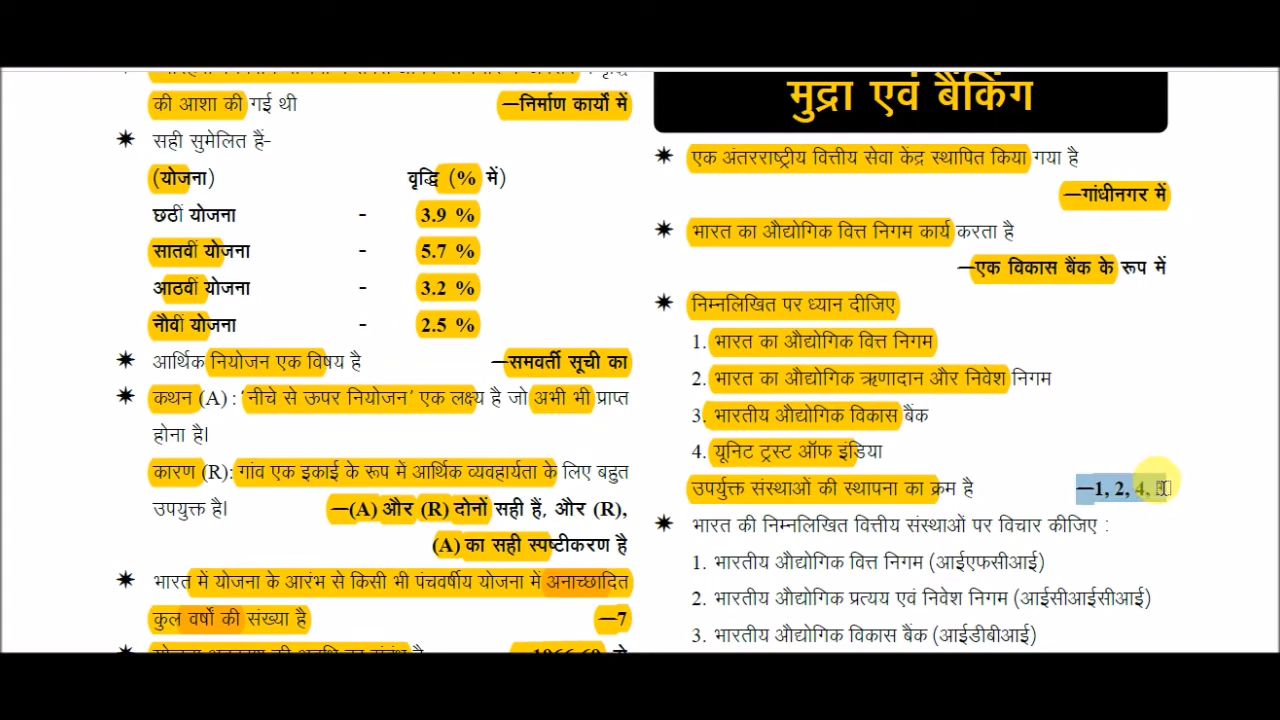 की आशा की गई थी —निर्माण कार्यों में
✷ सही सुमेलित हैं-
(योजना) वृद्धि (% में)
छठीं योजना - 3.9 %
सातवीं योजना - 5.7 %
आठवीं योजना - 3.2 %
नौवीं योजना - 2.5 %
✷ आर्थिक नियोजन एक विषय है —समवर्ती सूची का
✷ कथन (A) : 'नीचे से ऊपर नियोजन' एक लक्ष्य है जो अभी भी प्राप्त
होना है।
कारण (R): गांव एक इकाई के रूप में आर्थिक व्यवहार्यता के लिए बहुत
उपयुक्त है।
—(A) और (R) दोनों सही हैं, और (R),
(A) का सही स्पष्टीकरण है
✷ भारत में योजना के आरंभ से किसी भी पंचवर्षीय योजना में अनाच्छादित
कुल वर्षों की संख्या है —7
मुद्रा एवं बैंकिंग
✷ एक अंतरराष्ट्रीय वित्तीय सेवा केंद्र स्थापित किया गया है
—गांधीनगर में
✷ भारत का औद्योगिक वित्त निगम कार्य करता है
—एक विकास बैंक के रूप में
✷ निम्नलिखित पर ध्यान दीजिए
1. भारत का औद्योगिक वित्त निगम
2. भारत का औद्योगिक ऋणादान और निवेश निगम
3. भारतीय औद्योगिक विकास बैंक
4. यूनिट ट्रस्ट ऑफ इंडिया
उपर्युक्त संस्थाओं की स्थापना का क्रम है —1, 2, 4,
✷ भारत की निम्नलिखित वित्तीय संस्थाओं पर विचार कीजिए :
1. भारतीय औद्योगिक वित्त निगम (आईएफसीआई)
2. भारतीय औद्योगिक प्रत्यय एवं निवेश निगम (आईसीआईसीआई)
3. भारतीय औद्योगिक विकास बैंक (आईडीबीआई)